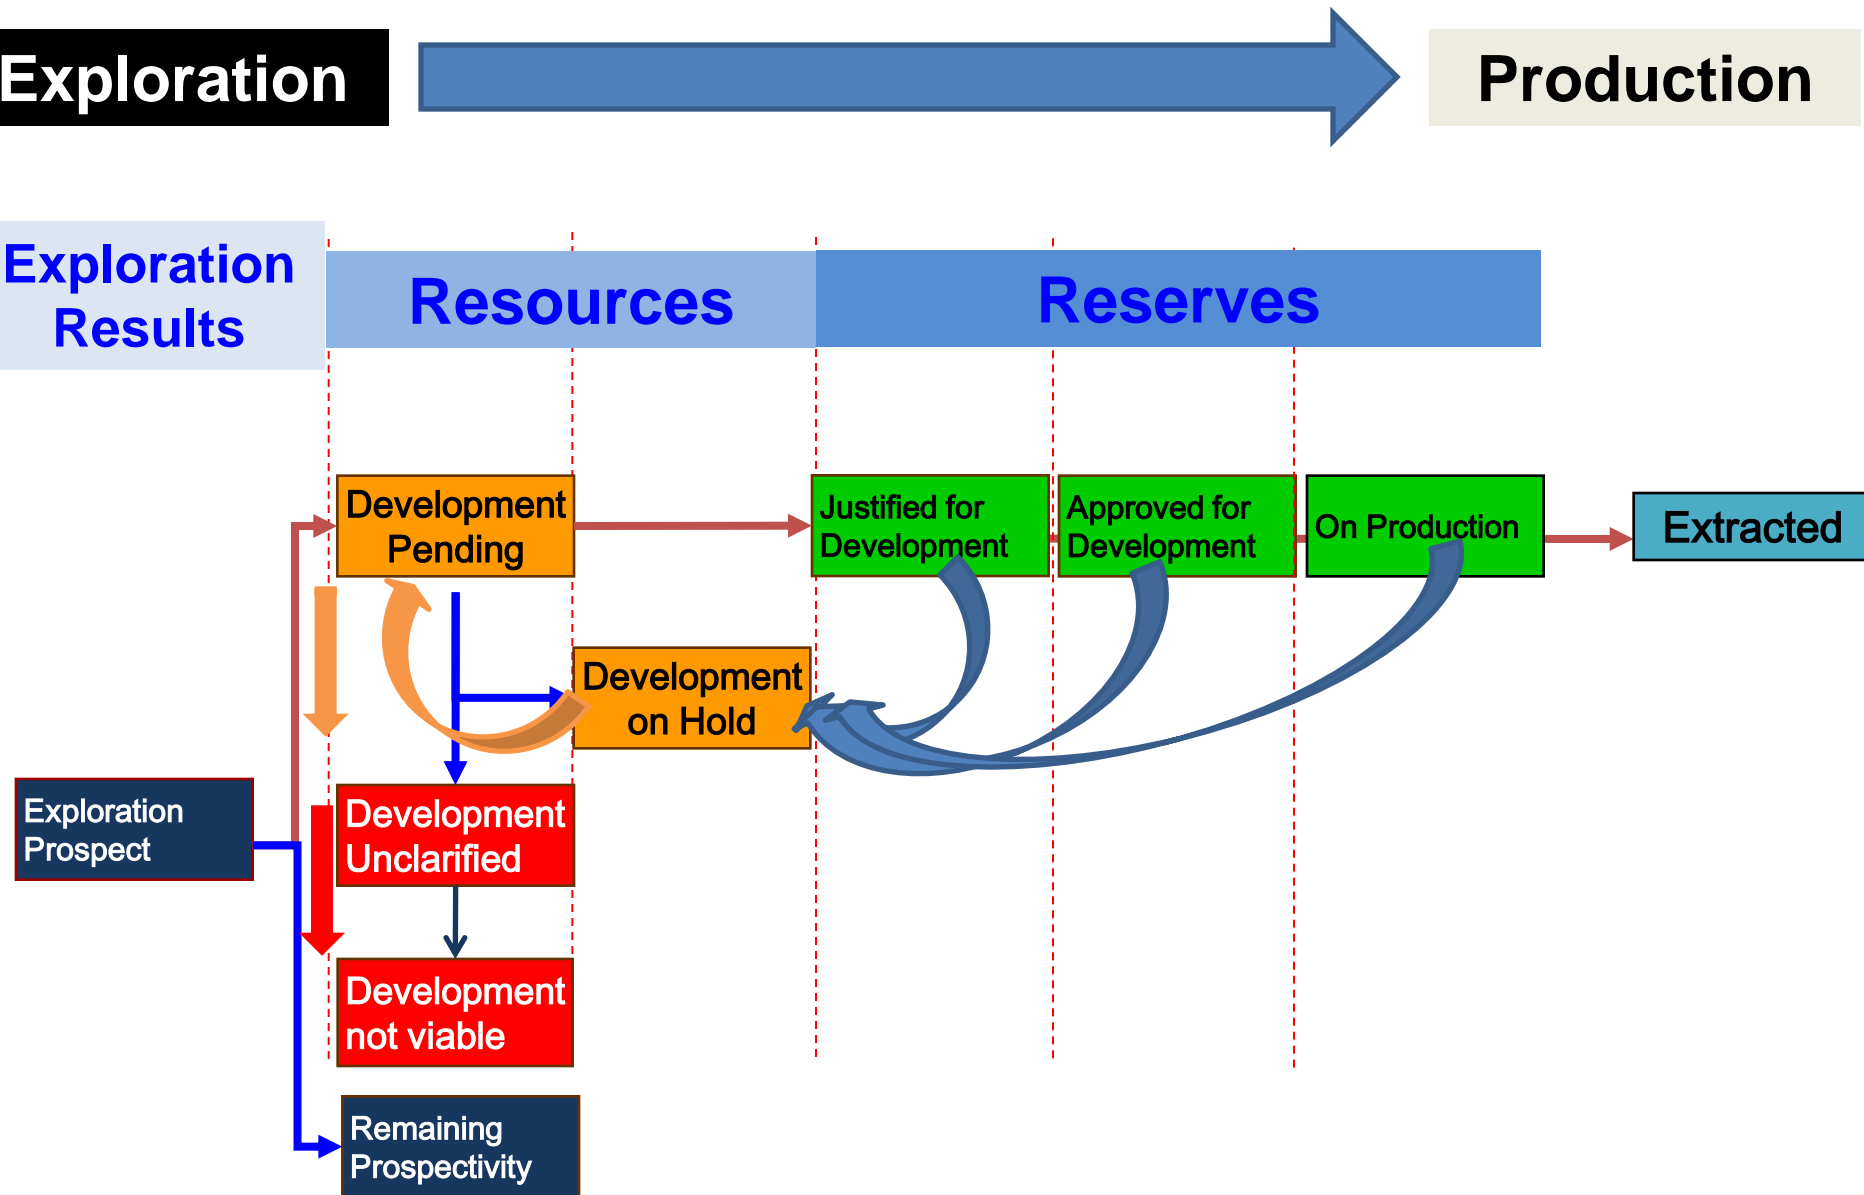 Exploration
Production
Exploration
Results
Resources
Reserves
Development
Pending
Justified for
Development
Approved for
Development
On Production
Extracted
Development
on Hold
Exploration
Prospect
Development
Unclarified
Development
not viable
Remaining
Prospectivity